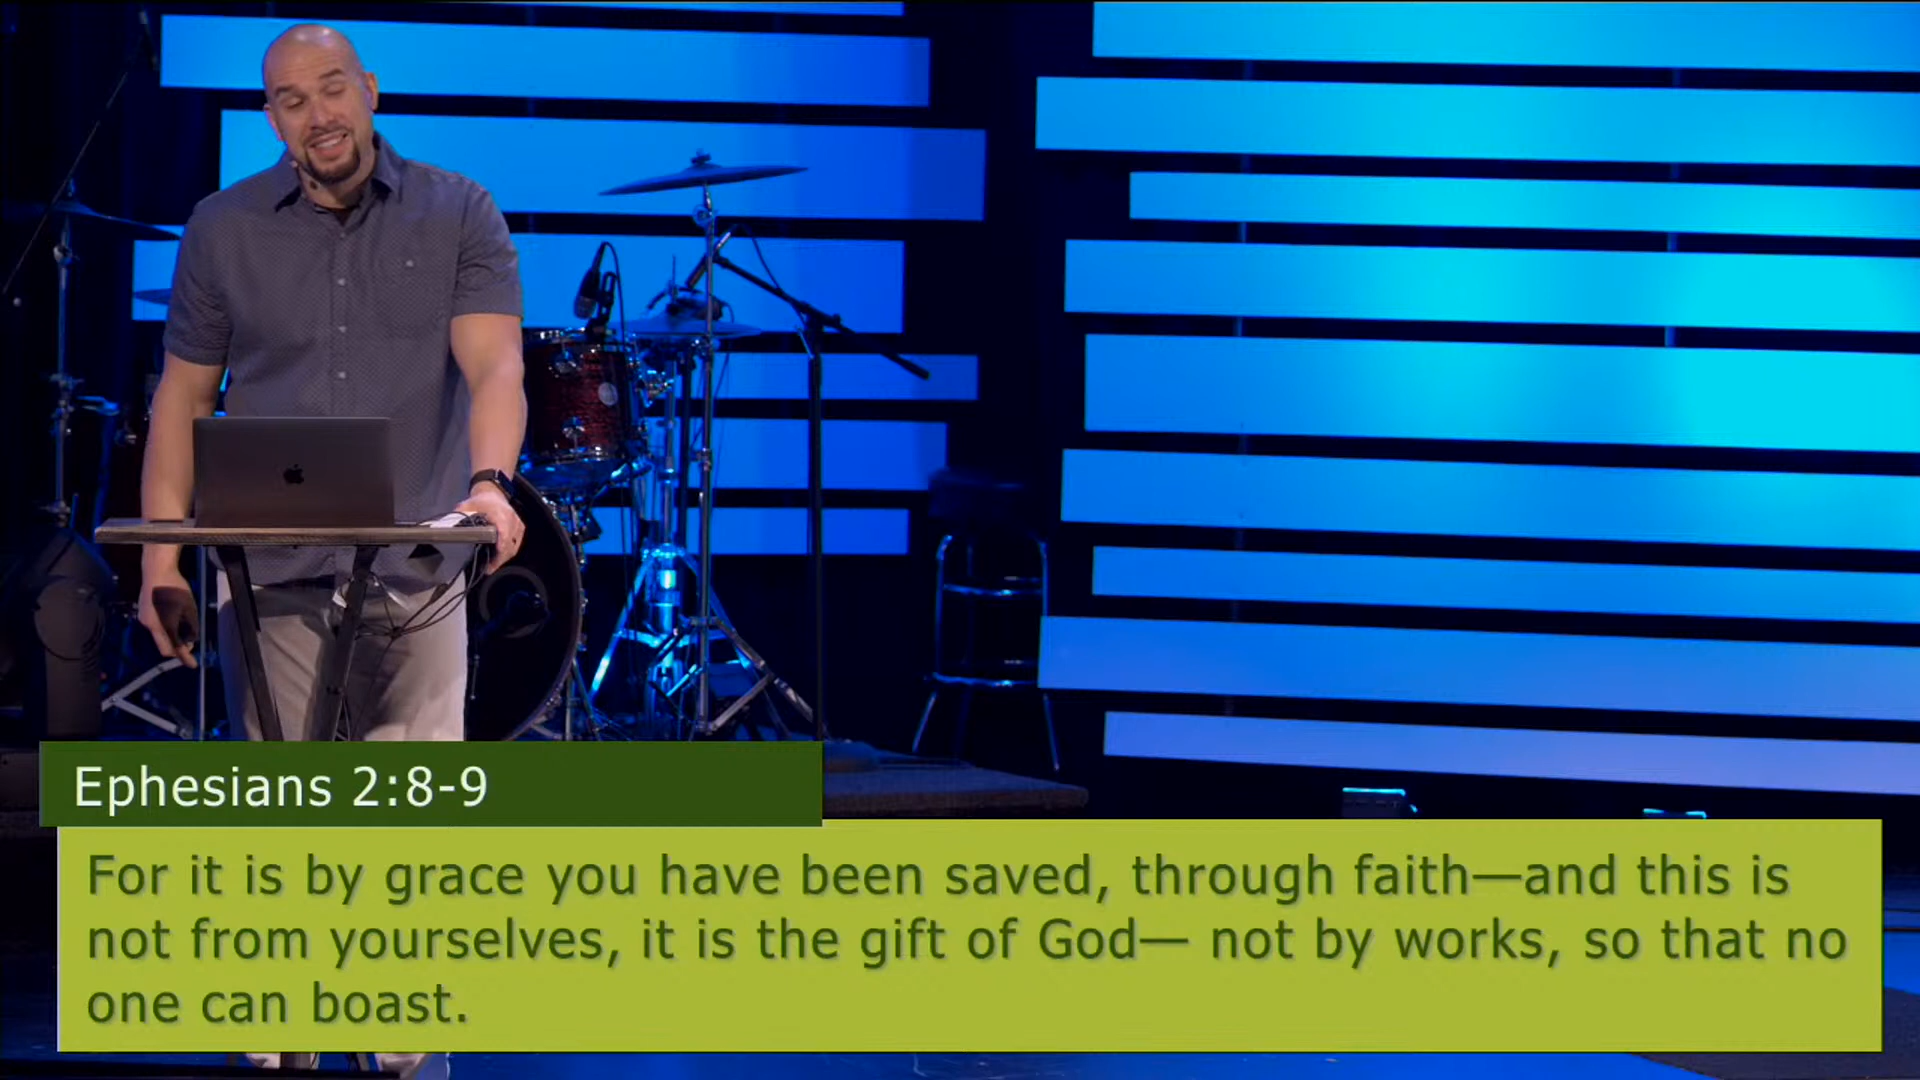 Ephesians 2:8-9
For it is by grace you have been saved, through faith—and this is
not from yourselves, it is the gift of God— not by works, so that no
one can boast.